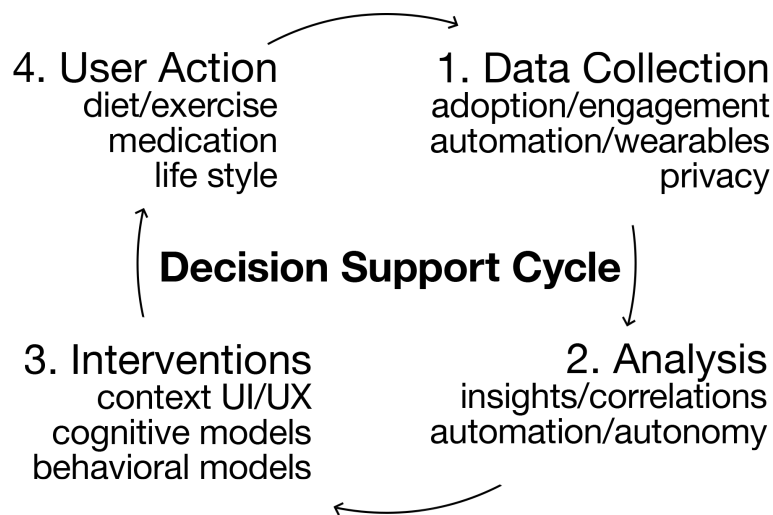 4. User Action
diet/exercise
medication
life style
1. Data Collection
adoption/engagement
automation/wearables
privacy
Decision Support Cycle
3. Interventions
context UI/UX
cognitive models
behavioral models
2. Analysis
insights/correlations
automation/autonomy